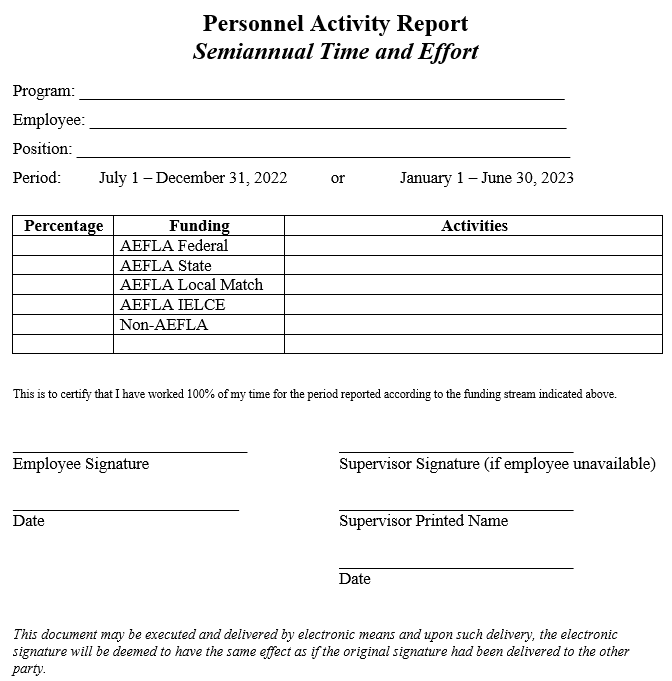 Personnel Activity Report
Semiannual Time and Effort
Program:
Employee:
Position:
Period: July 1 – December 31, 2022 or January 1 – June 30, 2023
Percentage Funding Activities
AEFLA Federal
AEFLA State
AEFLA Local Match
AEFLA IELCE
Non-AEFLA
This is to certify that I have worked 100% of my time for the period reported according to the funding stream indicated above.
Employee Signature Supervisor Signature (if employee unavailable)
Date Supervisor Printed Name
Date
This document may be executed and delivered by electronic means and upon such delivery, the electronic
signature will be deemed to have the same effect as if the original signature had been delivered to the other
party.